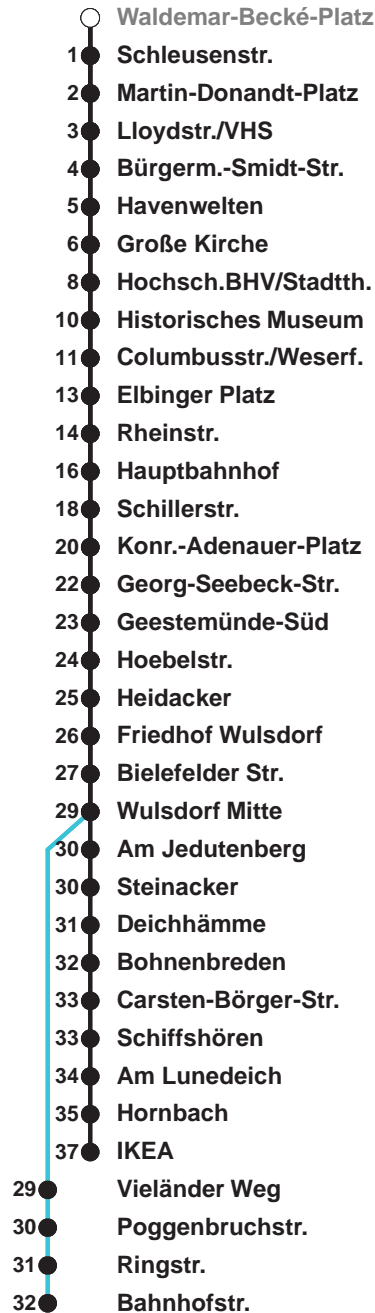 Waldemar-Becké-Platz
1 Schleusenstr.
2 Martin-Donandt-Platz
3 Lloydstr./VHS
4 Bürgerm.-Smidt-Str.
5 Havenwelten
6 Große Kirche
8 Hochsch.BHV/Stadtth.
10 Historisches Museum
11 Columbusstr./Weserf.
13 Elbinger Platz
14 Rheinstr.
16 Hauptbahnhof
18 Schillerstr.
20 Konr.-Adenauer-Platz
22 Georg-Seebeck-Str.
23 Geestemünde-Süd
24 Hoebelstr.
25 Heidacker
26 Friedhof Wulsdorf
27 Bielefelder Str.
29 Wulsdorf Mitte
30 Am Jedutenberg
30 Steinacker
31 Deichhämme
32 Bohnenbreden
33 Carsten-Börger-Str.
33 Schiffshören
34 Am Lunedeich
35 Hornbach
37 IKEA
29 Vieländer Weg
30 Poggenbruchstr.
31 Ringstr.
32 Bahnhofstr.